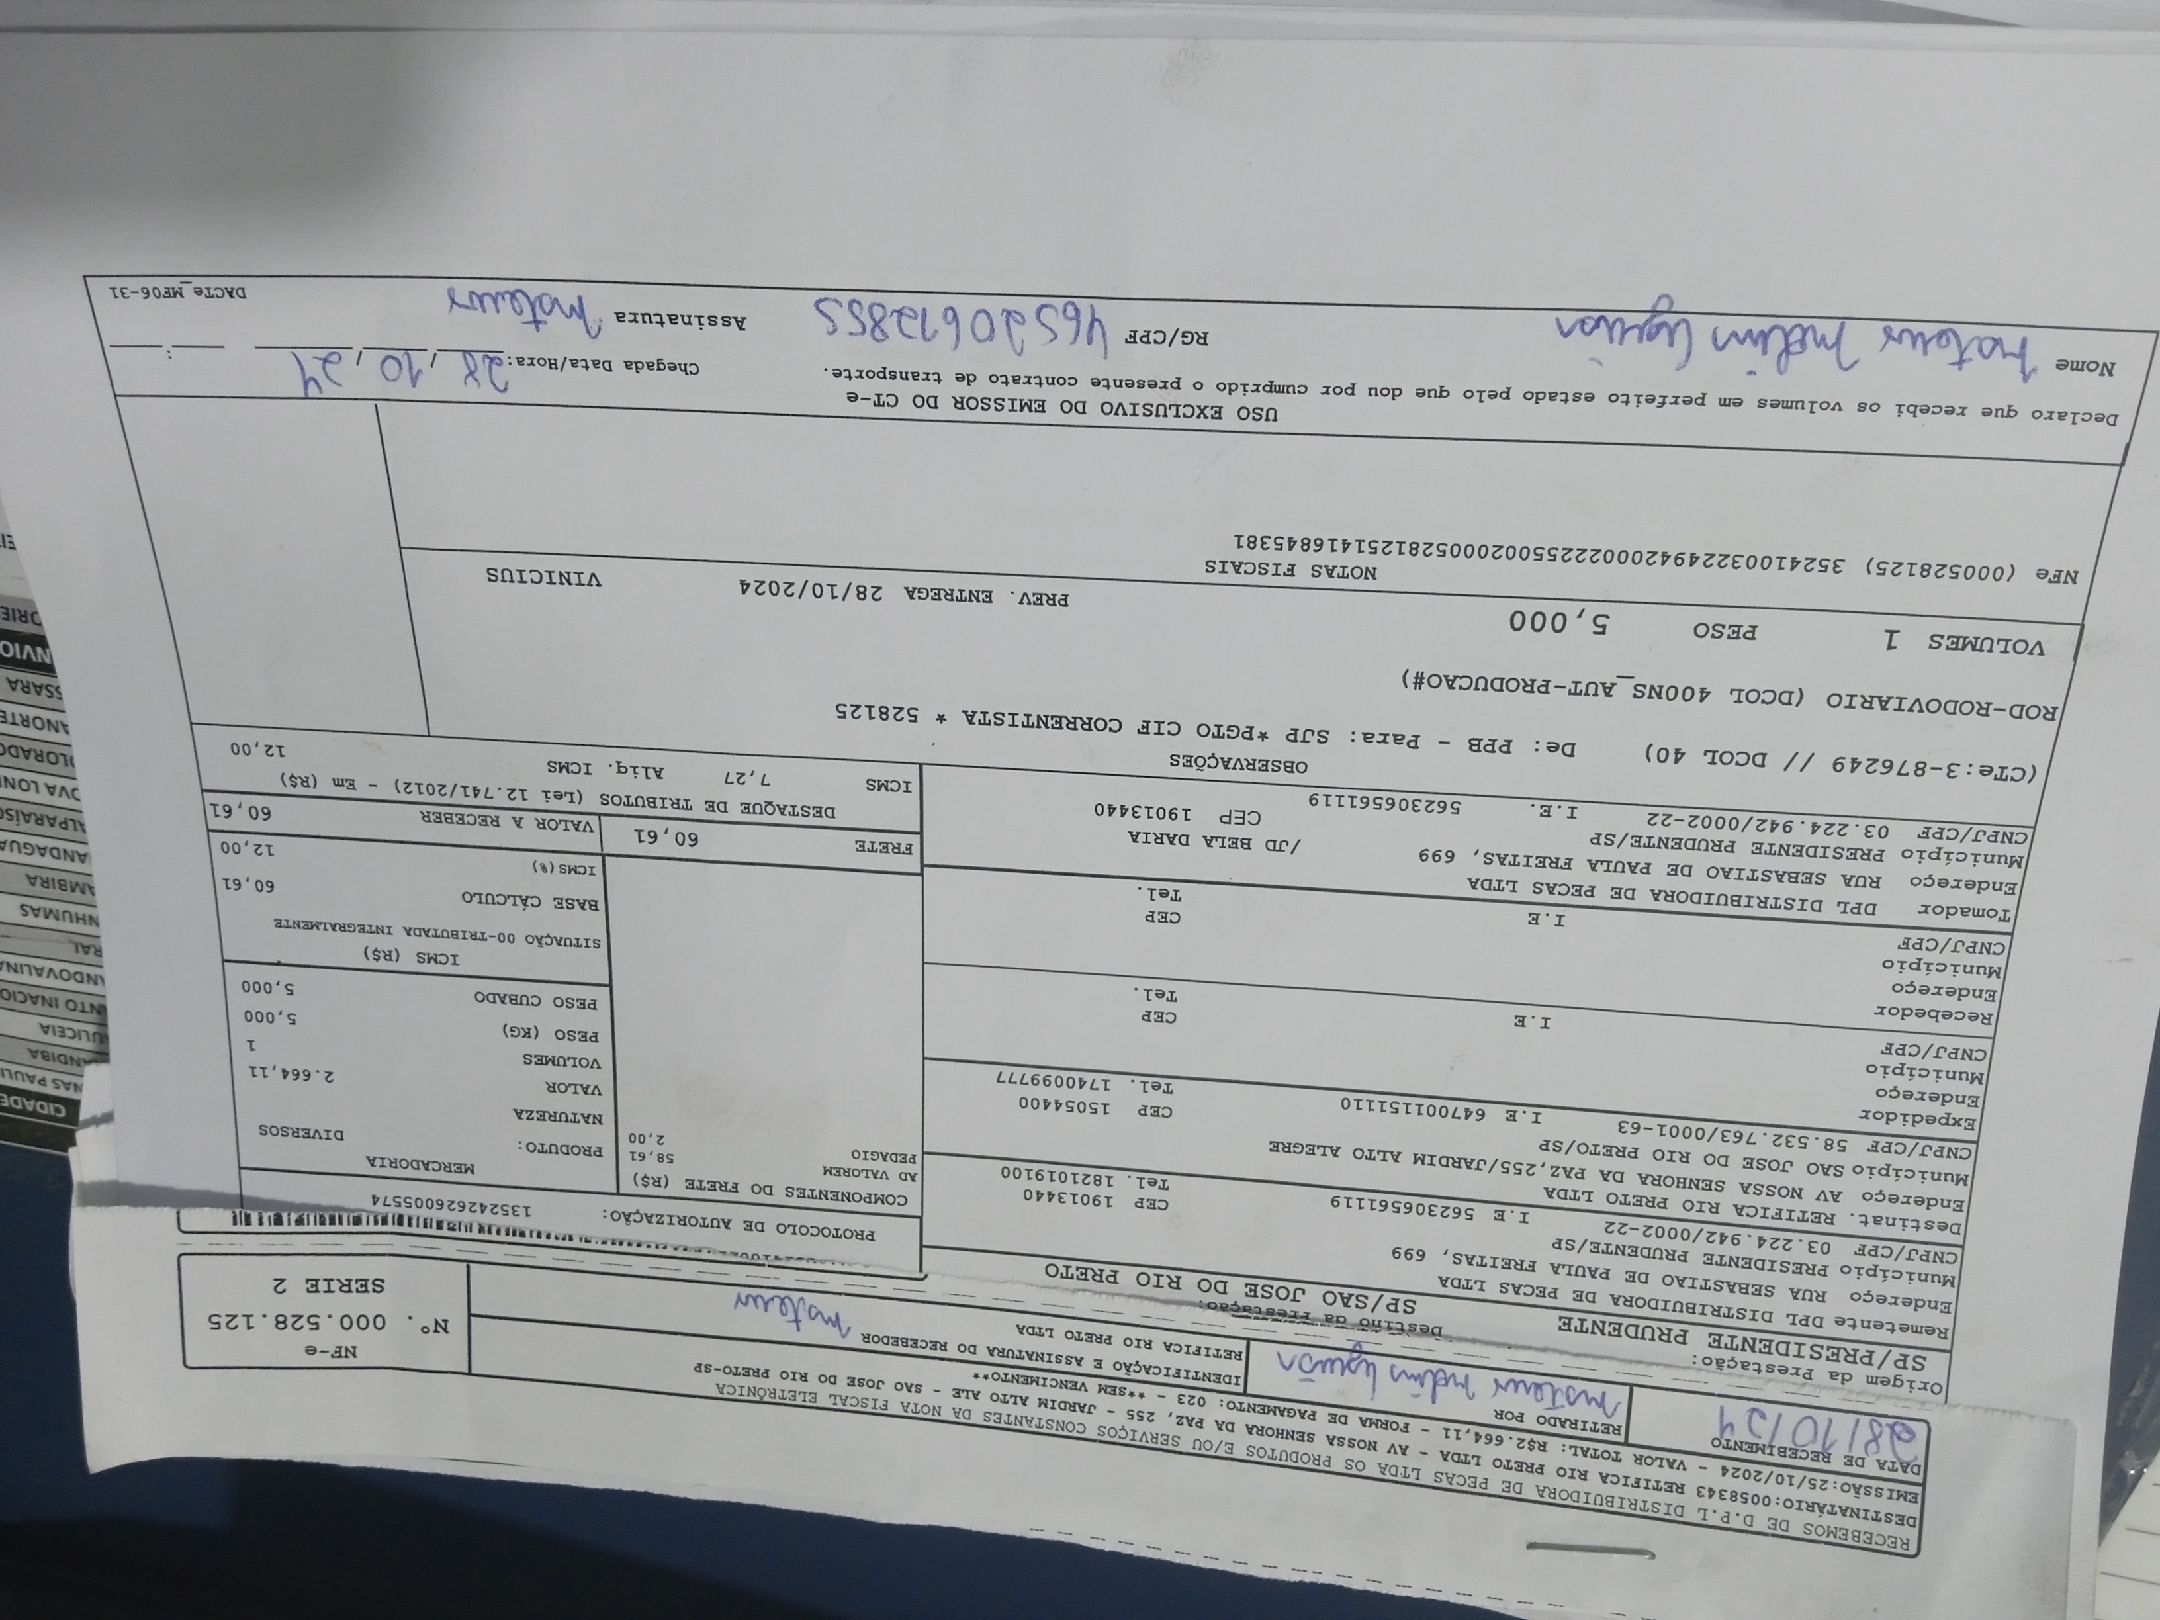 RECEBEMOS DE D.P.L DISTRIBUIDORA DE PECAS LTDA OS PRODUTOS E/OU SERVIÇOS CONSTANTES DA NOTA FISCAL ELETRÔNICA
DESTINATÁRIO:0058343 RETIFICA RIO PRETO LTDA - AV NOSSA SENHORA DA PAZ, 255 - JARDIM ALTO ALE - SAO JOSE DO RIO PRETO-SP
EMISSÃO:25/10/2024 - VALOR TOTAL: R$2.664,11 - FORMA DE PAGAMENTO: 023 - **SEM VENCIMENTO**
DATA DE RECEBIMENTO
28/10/24
RETIRADO POR
Mateus
IDENTIFICAÇÃO E ASSINATURA DO RECEBEDOR
RETIFICA RIO PRETO LTDA
Mateus
NF-e
Nº. 000.528.125
SERIE 2
Origem da Prestação:
SP/PRESIDENTE PRUDENTE
Destino da Prestação:
SP/SAO JOSE DO RIO PRETO
Remetente DPL DISTRIBUIDORA DE PECAS LTDA
Endereço RUA SEBASTIAO DE PAULA FREITAS, 699
Município PRESIDENTE PRUDENTE/SP CEP 19013440
CNPJ/CPF 03.224.942/0002-22 I.E 562306561119 Tel. 1821019100
Destinat. RETIFICA RIO PRETO LTDA
Endereço AV NOSSA SENHORA DA PAZ,255/JARDIM ALTO ALEGRE
Município SAO JOSE DO RIO PRETO/SP CEP 15054400
CNPJ/CPF 58.532.763/0001-63 I.E 647001151110 Tel. 1740099777
Expedidor
Endereço
Município CEP
CNPJ/CPF I.E Tel.
Recebedor
Endereço
Município CEP
CNPJ/CPF I.E Tel.
Tomador DPL DISTRIBUIDORA DE PECAS LTDA
Endereço RUA SEBASTIAO DE PAULA FREITAS, 699 /JD BELA DARIA
Município PRESIDENTE PRUDENTE/SP CEP 19013440
CNPJ/CPF 03.224.942/0002-22 I.E. 562306561119
PROTOCOLO DE AUTORIZAÇÃO: 135242626005574
COMPONENTES DO FRETE (R$)
AD VALOREM 58,61
PEDAGIO 2,00
MERCADORIA
PRODUTO: DIVERSOS
NATUREZA
VALOR 2.664,11
VOLUMES 1
PESO (KG) 5,000
PESO CUBADO 5,000
ICMS (R$)
SITUAÇÃO 00-TRIBUTADA INTEGRALMENTE
BASE CÁLCULO 60,61
ICMS(%) 12,00
FRETE 60,61
VALOR A RECEBER 60,61
DESTAQUE DE TRIBUTOS (Lei 12.741/2012) - Em (R$)
ICMS 7,27 Aliq. ICMS 12,00
OBSERVAÇÕES
(CTe:3-876249 // DCOL 40) De: PPB - Para: SJP *PGTO CIF CORRENTISTA * 528125
ROD-RODOVIARIO (DCOL 400NS_AUT-PRODUCAO#)
VOLUMES 1 PESO 5,000 PREV. ENTREGA 28/10/2024 VINICIUS
NOTAS FISCAIS
NFe (000528125) 35241003224942000222550020005281251416845381
USO EXCLUSIVO DO EMISSOR DO CT-e
Declaro que recebi os volumes em perfeito estado pelo que dou por cumprido o presente contrato de transporte.
Chegada Data/Hora: 28/10/24 __:__
Nome Mateus
RG/CPF 46520612855
Assinatura Mateus
DACTe_MF06-31
CIDADE